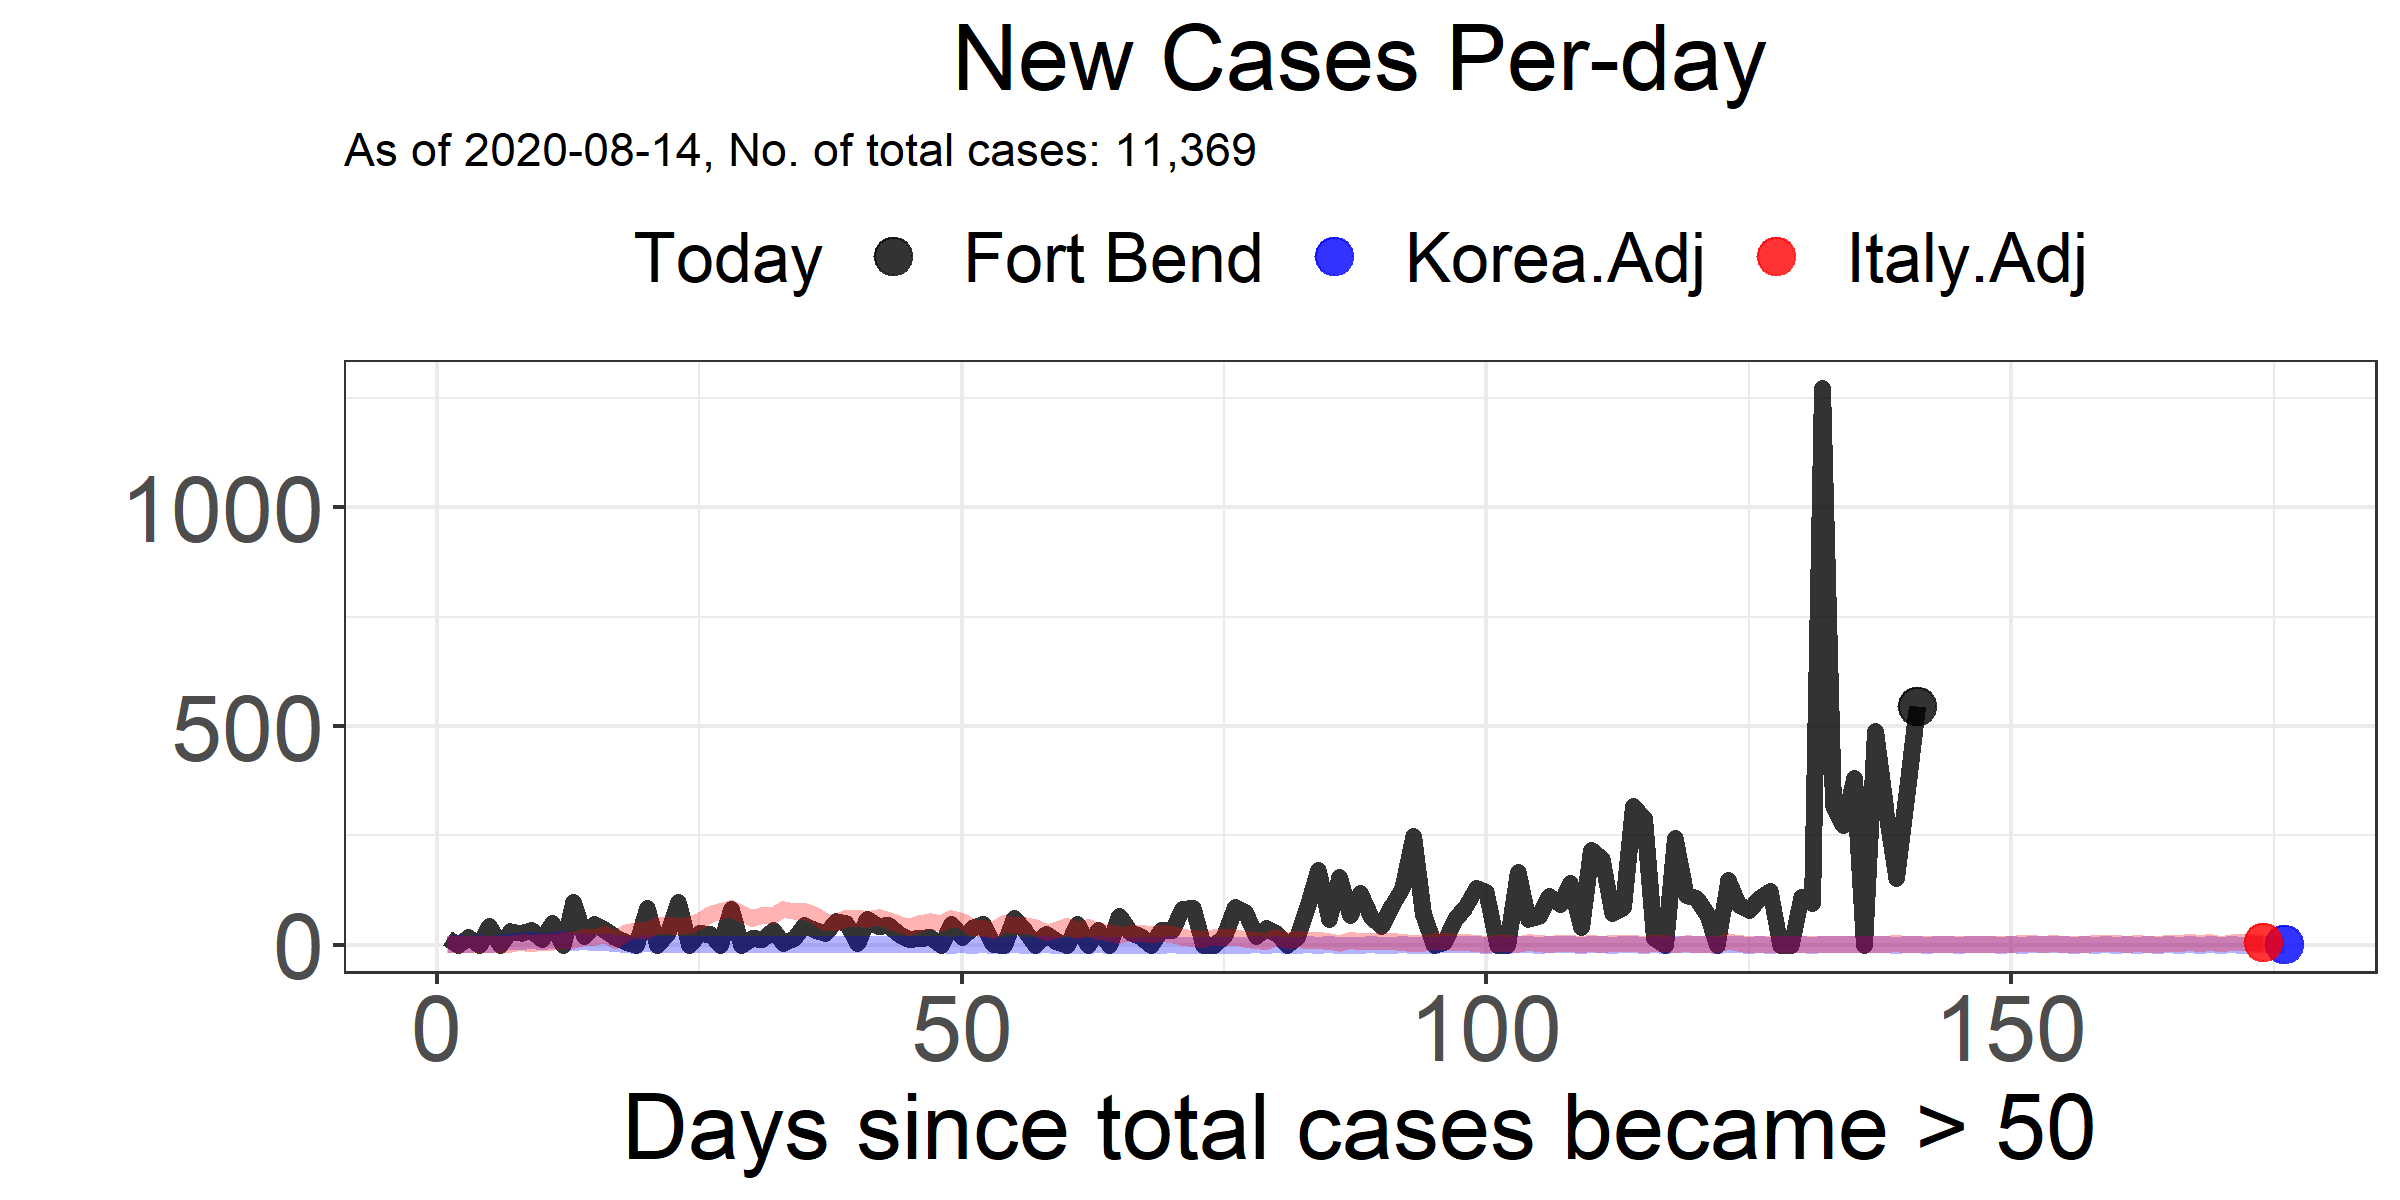 New Cases Per-day
As of 2020-08-14, No. of total cases: 11,369
Today Fort Bend Korea.Adj Italy.Adj
1000
500
0
0 50 100 150
Days since total cases became > 50